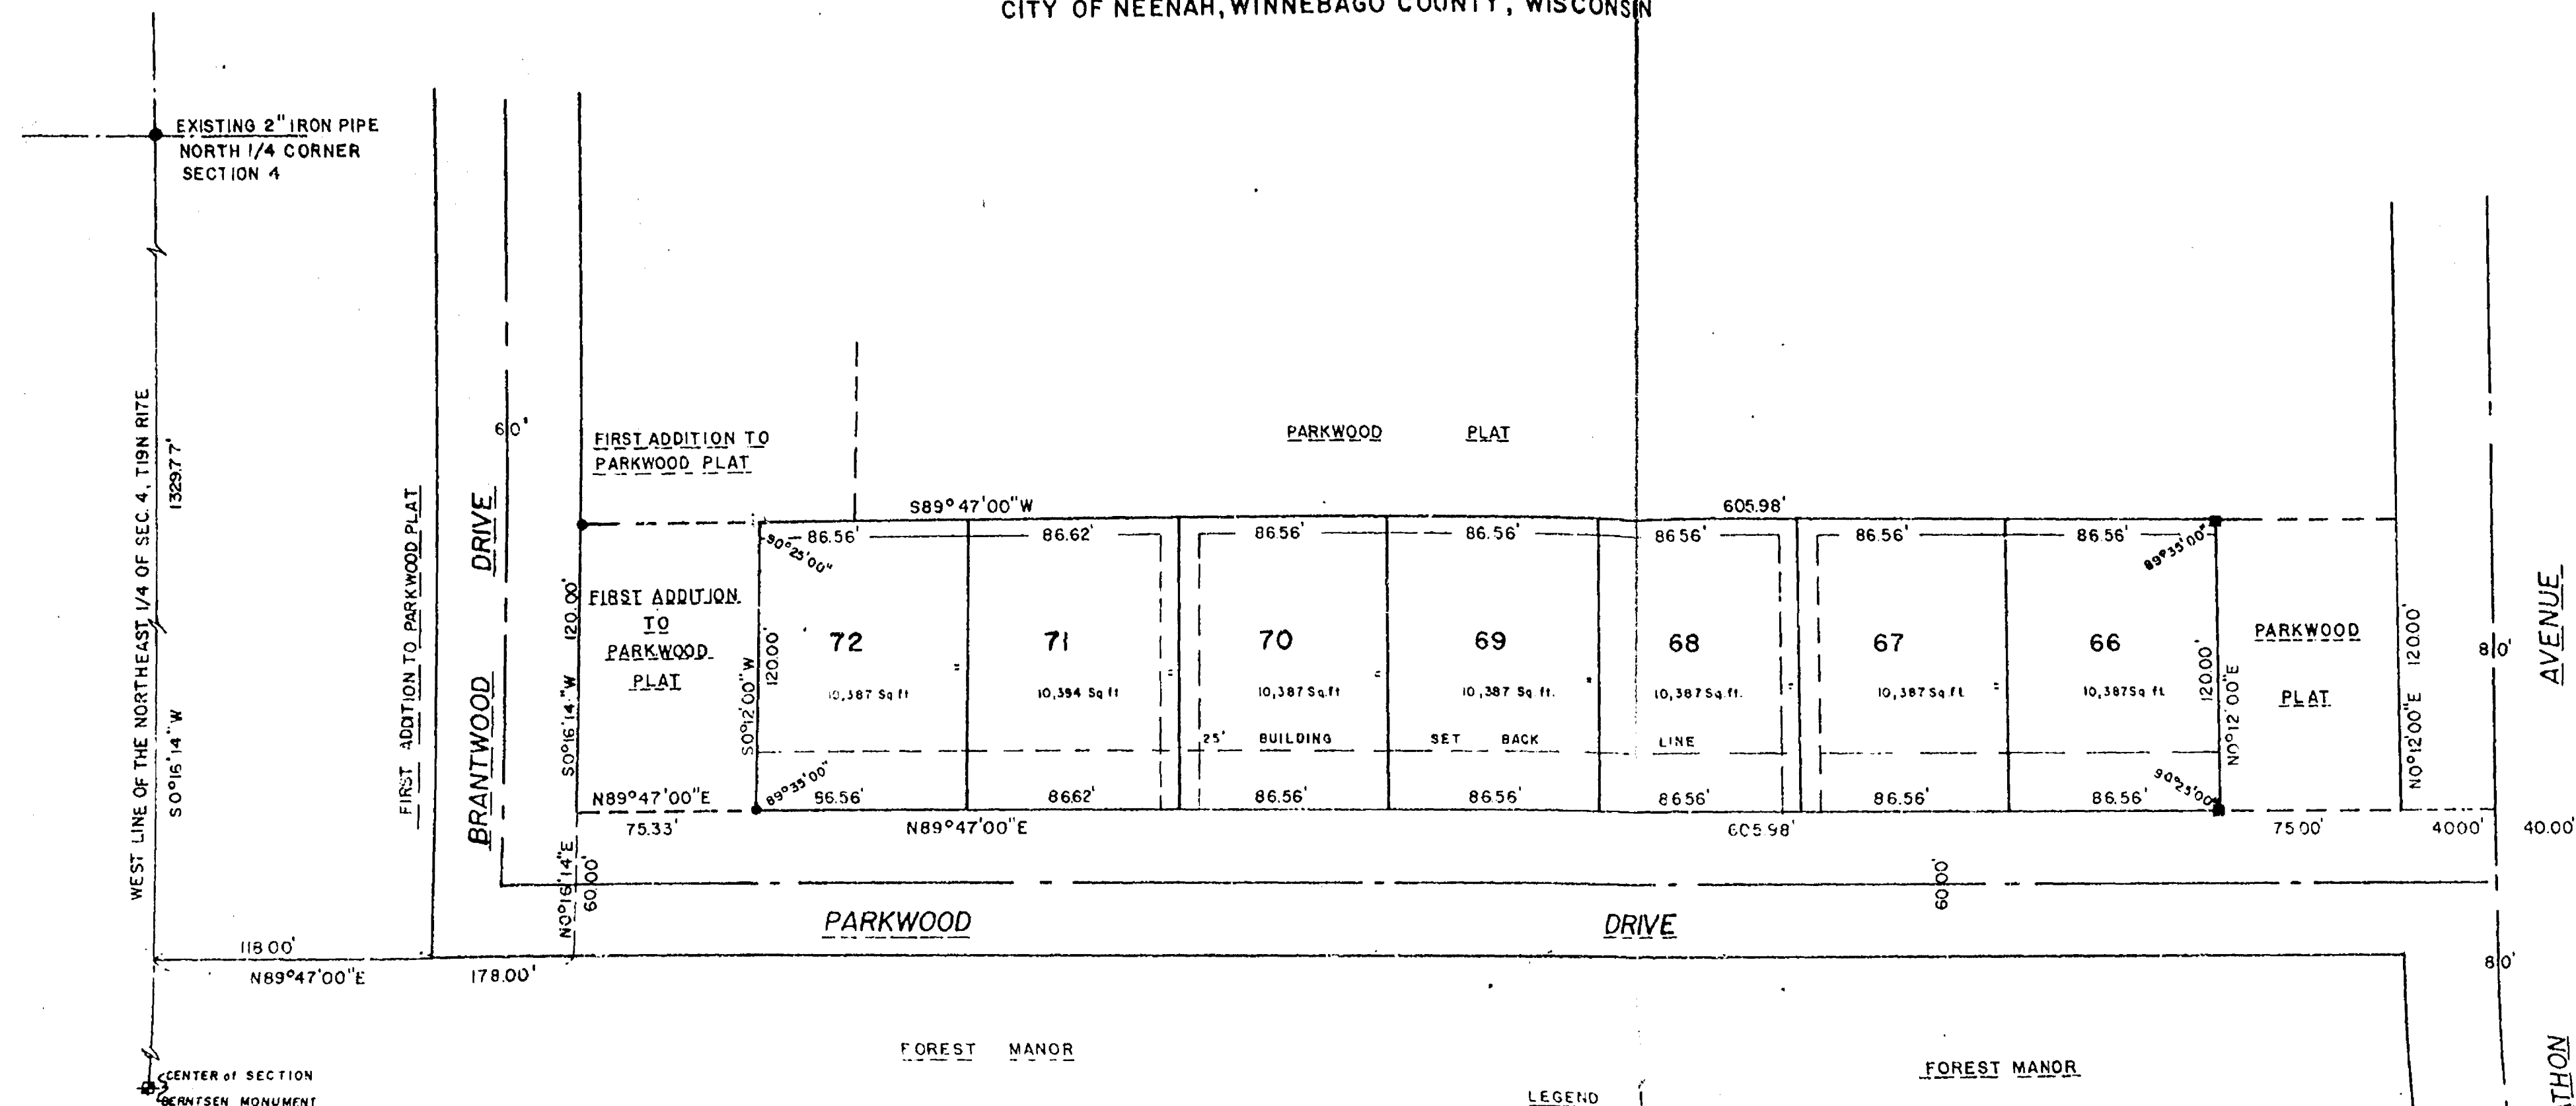 CITY OF NEENAH, WINNEBAGO COUNTY, WISCONSIN
EXISTING 2" IRON PIPE
NORTH 1/4 CORNER
SECTION 4
WEST LINE OF THE NORTHEAST 1/4 OF SEC. 4, T19N R17E
1329.77'
S0°16'14"W
FIRST ADDITION TO PARKWOOD PLAT
BRANTWOOD DRIVE
60'
FIRST ADDITION TO
PARKWOOD PLAT
PARKWOOD PLAT
S89°47'00"W
605.98'
86.56'
86.62'
86.56'
86.56'
86.56'
86.56'
86.56'
90°25'00"
89°35'00"
S0°16'14"W 120.00'
FIRST ADDITION
TO
PARKWOOD
PLAT
S0°12'00"W
120.00'
72
71
70
69
68
67
66
10,387 Sq ft
10,394 Sq ft
10,387 Sq.ft
10,387 Sq.ft.
10,387 Sq.ft.
10,387 Sq.ft.
10,387 Sq ft
120.00'
N0°12'00"E
PARKWOOD
PLAT
N0°12'00"E 120.00'
80'
AVENUE
25' BUILDING SET BACK LINE
89°35'00"
90°25'00"
N89°47'00"E
96.56'
86.62'
86.56'
86.56'
86.56'
86.56'
86.56'
75.33'
N89°47'00"E
605.98'
75.00'
40.00'
40.00'
N0°16'14"E
60.00'
60.00'
PARKWOOD DRIVE
118.00'
N89°47'00"E
178.00'
80'
FOREST MANOR
FOREST MANOR
CENTER of SECTION
BERNTSEN MONUMENT
LEGEND
THON